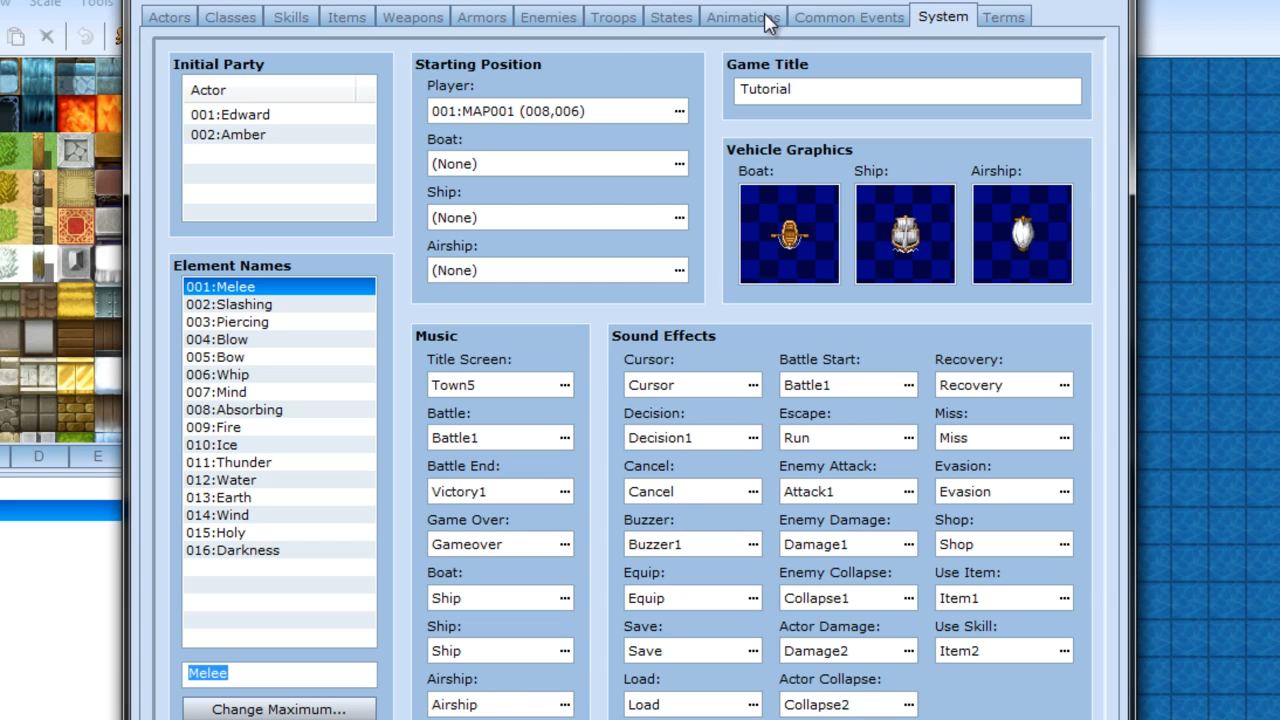 Scale Tools
Actors Classes Skills Items Weapons Armors Enemies Troops States Animations Common Events System Terms
Initial Party
Actor
001:Edward
002:Amber
Element Names
001:Melee
002:Slashing
003:Piercing
004:Blow
005:Bow
006:Whip
007:Mind
008:Absorbing
009:Fire
010:Ice
011:Thunder
012:Water
013:Earth
014:Wind
015:Holy
016:Darkness
Melee
Change Maximum...
Starting Position
Player:
001:MAP001 (008,006) ...
Boat:
(None) ...
Ship:
(None) ...
Airship:
(None) ...
Game Title
Tutorial
Vehicle Graphics
Boat: Ship: Airship:
Music
Title Screen:
Town5 ...
Battle:
Battle1 ...
Battle End:
Victory1 ...
Game Over:
Gameover ...
Boat:
Ship ...
Ship:
Ship ...
Airship:
Airship ...
Sound Effects
Cursor: Battle Start: Recovery:
Cursor ... Battle1 ... Recovery ...
Decision: Escape: Miss:
Decision1 ... Run ... Miss ...
Cancel: Enemy Attack: Evasion:
Cancel ... Attack1 ... Evasion ...
Buzzer: Enemy Damage: Shop:
Buzzer1 ... Damage1 ... Shop ...
Equip: Enemy Collapse: Use Item:
Equip ... Collapse1 ... Item1 ...
Save: Actor Damage: Use Skill:
Save ... Damage2 ... Item2 ...
Load: Actor Collapse:
Load ... Collapse2 ...
D E